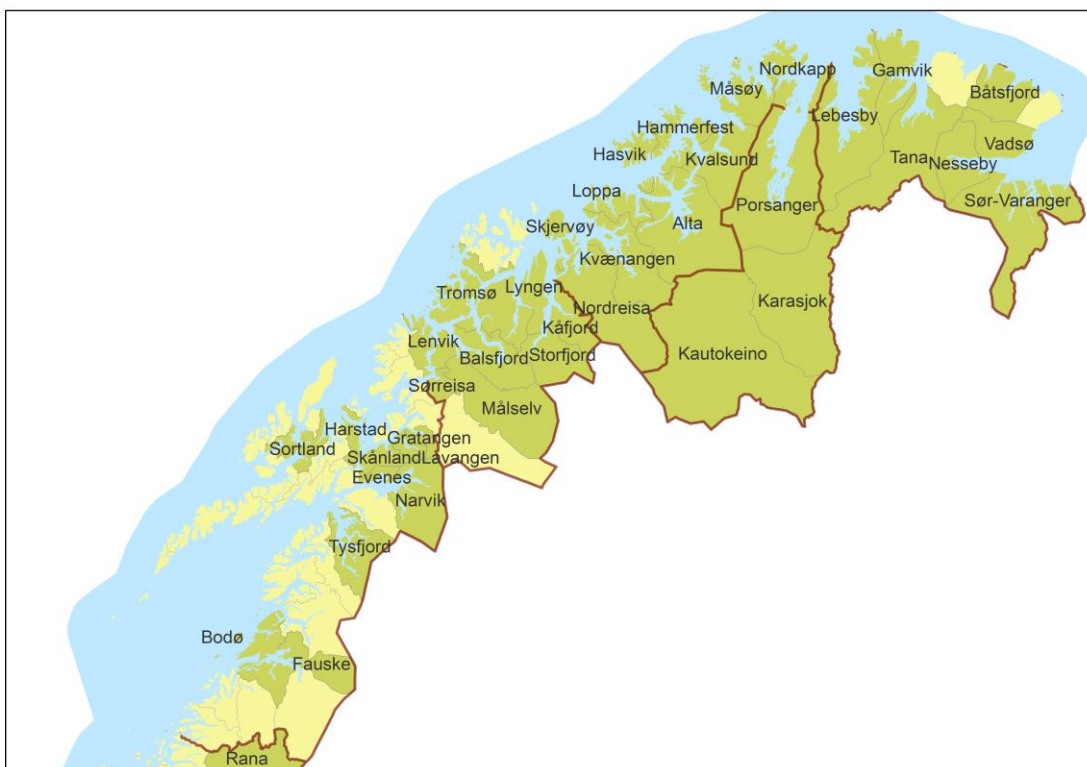 Nordkapp
Gamvik
Måsøy
Båtsfjord
Lebesby
Hammerfest
Vadsø
Hasvik
Kvalsund
Tana
Nesseby
Loppa
Sør-Varanger
Porsanger
Skjervøy
Alta
Kvænangen
Lyngen
Tromsø
Karasjok
Nordreisa
Kåfjord
Lenvik
Kautokeino
Balsfjord
Storfjord
Sørreisa
Målselv
Harstad
Gratangen
Sortland
Skånland
Lavangen
Evenes
Narvik
Tysfjord
Bodø
Fauske
Rana